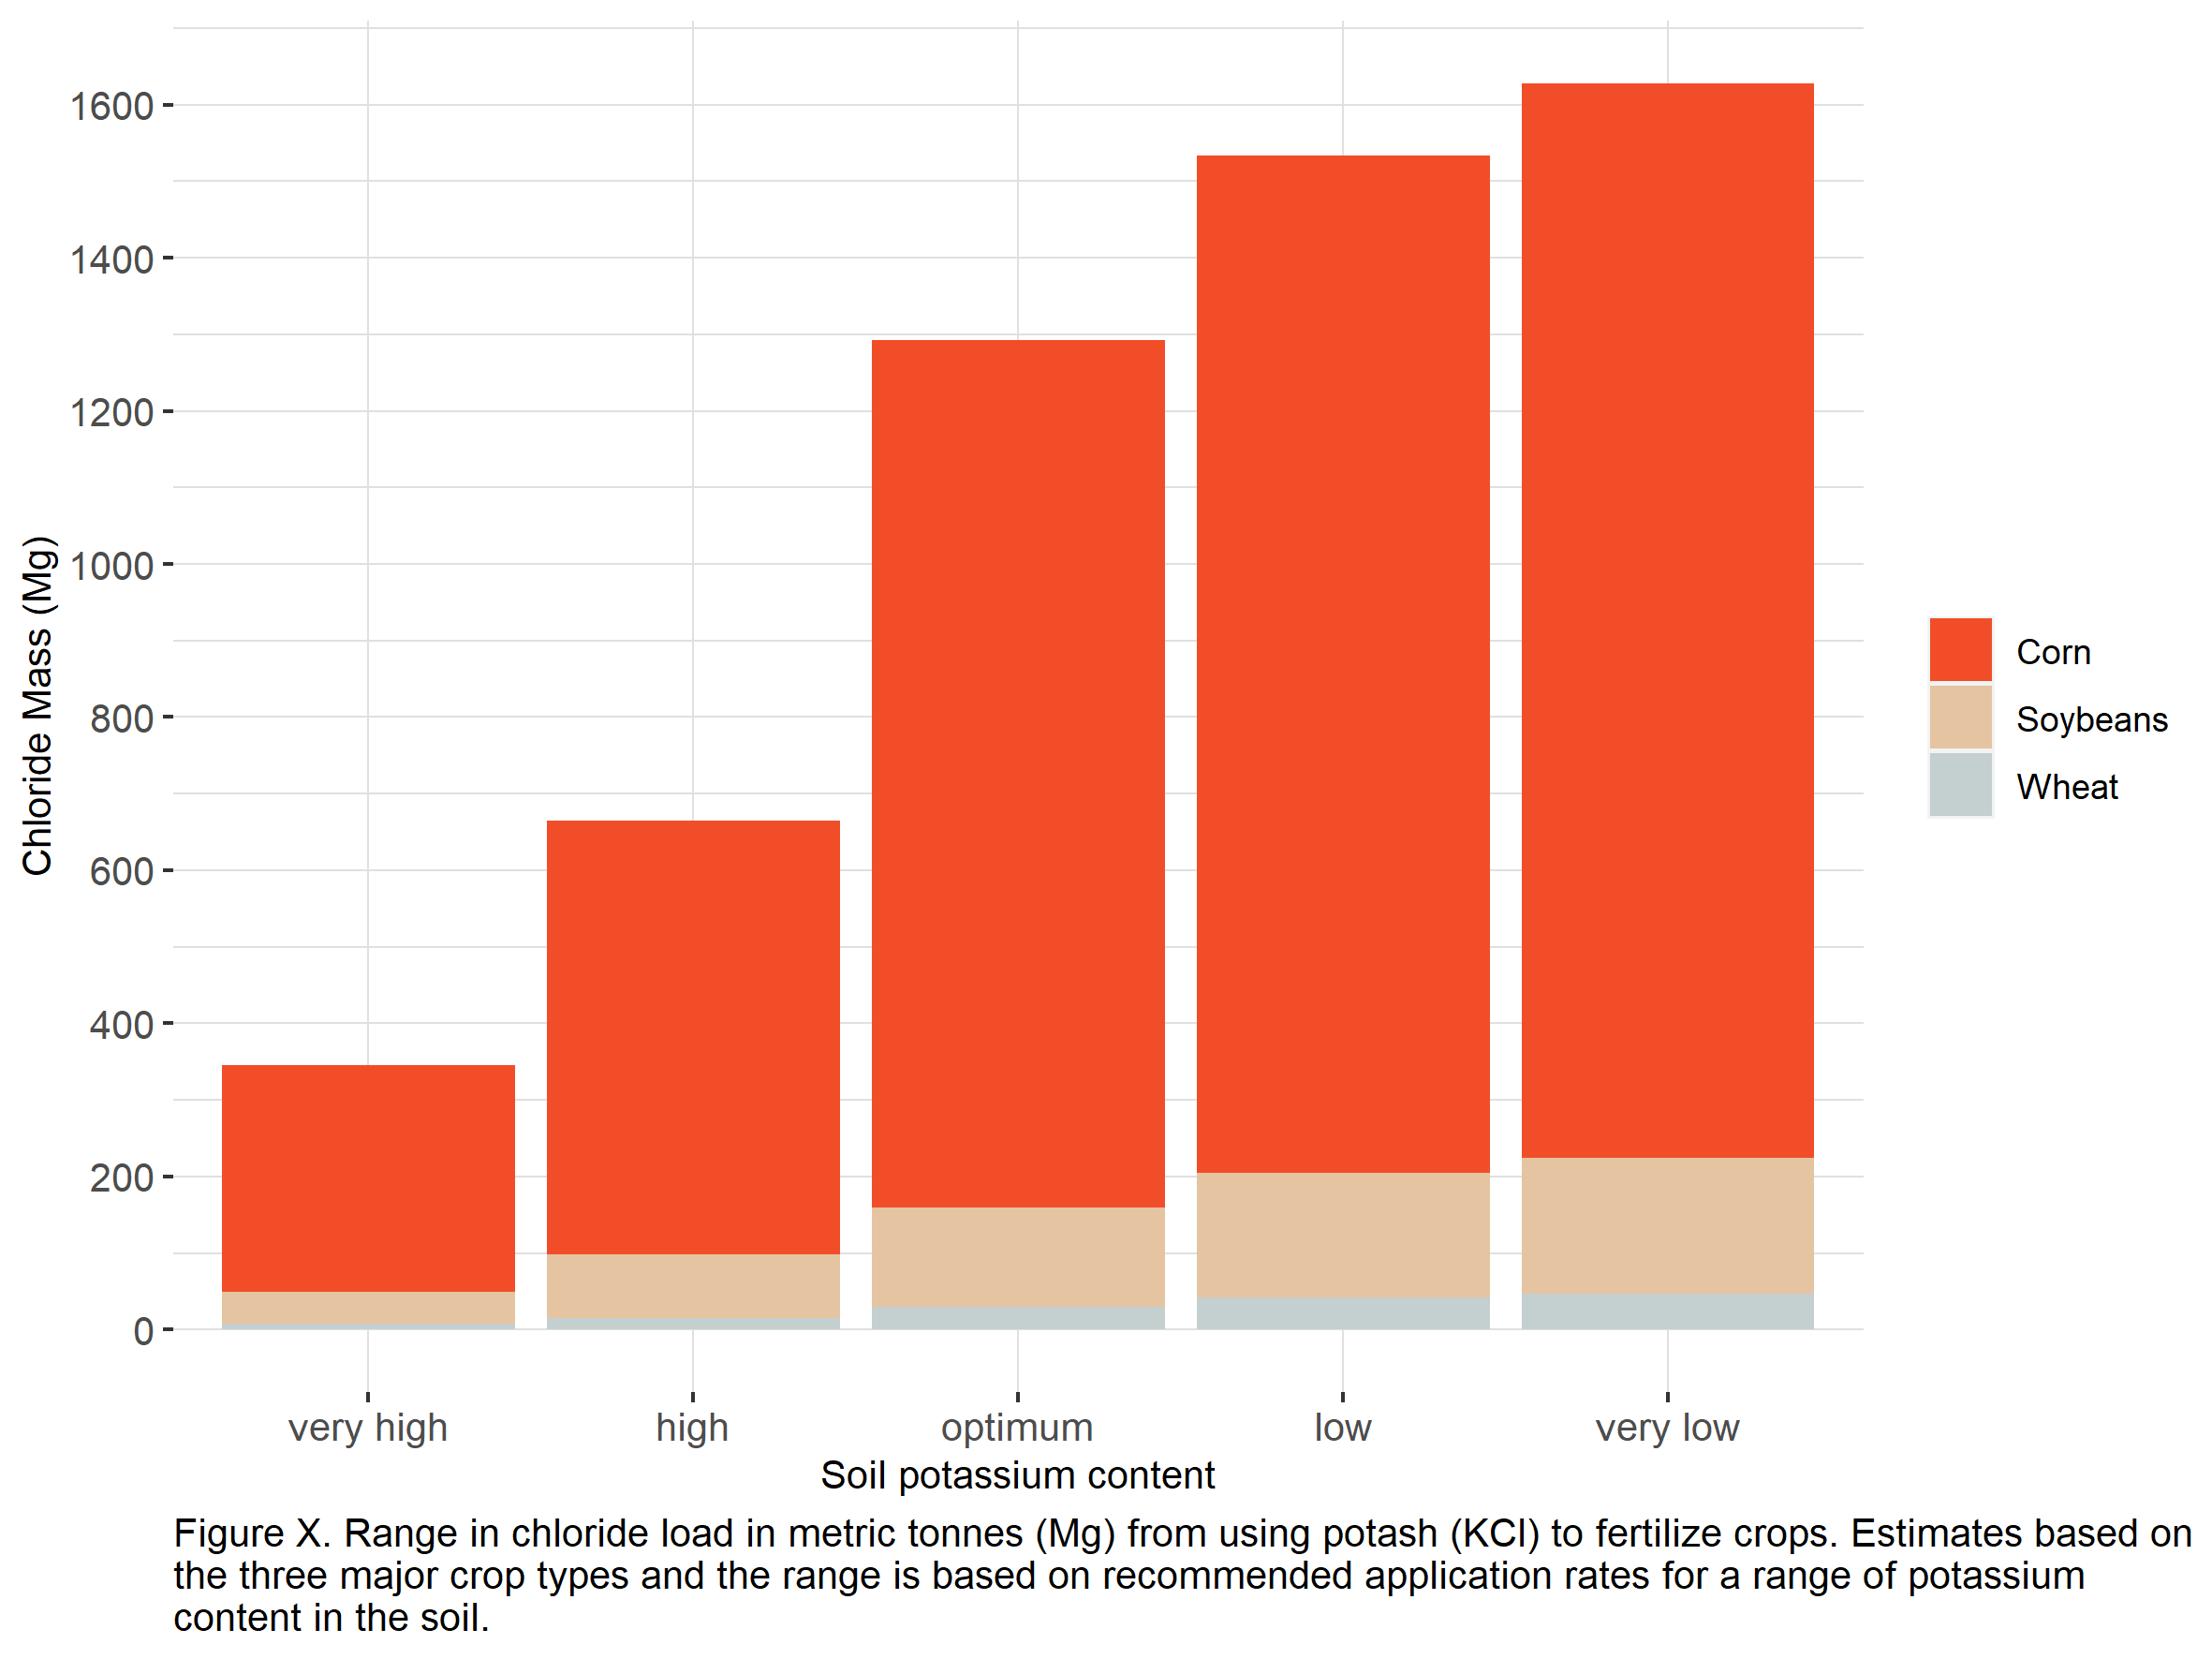 1600
1400
1200
1000
800
600
400
200
0
Chloride Mass (Mg)
very high
high
optimum
low
very low
Soil potassium content
Corn
Soybeans
Wheat
Figure X. Range in chloride load in metric tonnes (Mg) from using potash (KCl) to fertilize crops. Estimates based on
the three major crop types and the range is based on recommended application rates for a range of potassium
content in the soil.